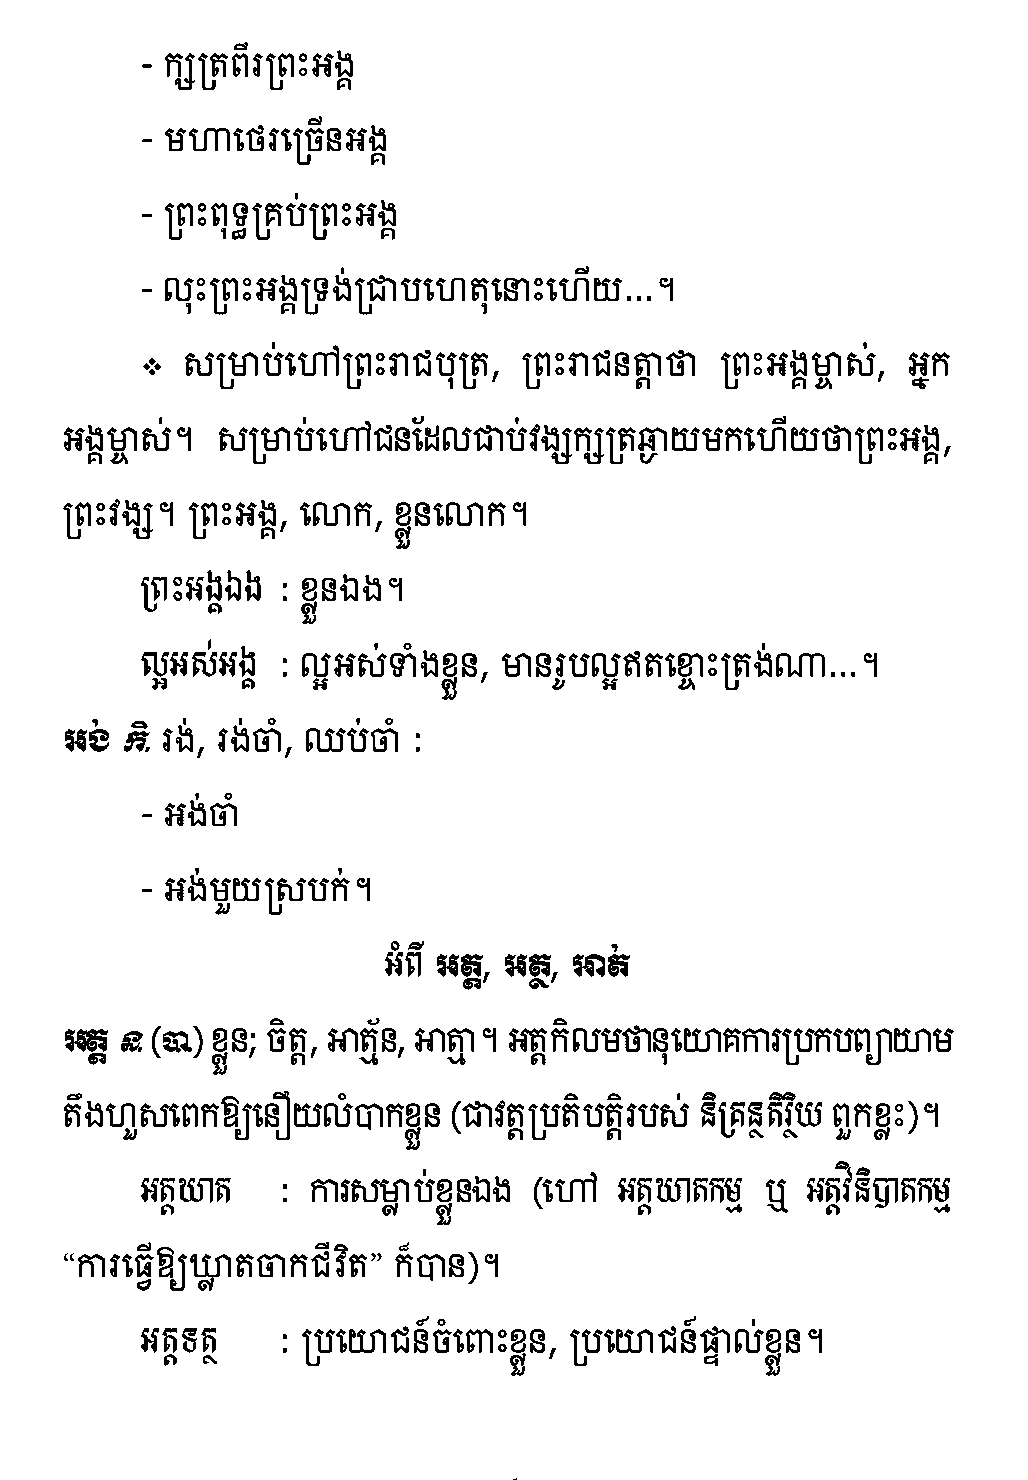 - ក្សត្រពីរព្រះអង្គ
- មហាថេរច្រើនអង្គ
- ព្រះពុទ្ធគ្រប់ព្រះអង្គ
- លុះព្រះអង្គទ្រង់ជ្រាបហេតុនោះហើយ...។
❖ សម្រាប់ហៅព្រះរាជបុត្រ, ព្រះរាជនត្តាថា ព្រះអង្គម្ចាស់, អ្នក
អង្គម្ចាស់។ សម្រាប់ហៅជនដែលជាប់វង្សក្សត្រឆ្ងាយមកហើយថាព្រះអង្គ,
ព្រះវង្ស។ ព្រះអង្គ, លោក, ខ្លួនលោក។
ព្រះអង្គឯង : ខ្លួនឯង។
ល្អអស់អង្គ : ល្អអស់ទាំងខ្លួន, មានរូបល្អឥតខ្ចោះត្រង់ណា...។
អង់ កិ. រង់, រង់ចាំ, ឈប់ចាំ :
- អង់ចាំ
- អង់មួយស្របក់។
អំពី អត្ត, អត្ថ, អាត់
អត្ត ន (បា) ខ្លួន; ចិត្ត, អាត្ម័ន, អាត្មា។ អត្តកិលមថានុយោគការប្រកបព្យាយាម
តឹងហួសពេកឱ្យនឿយលំបាកខ្លួន (ជាវត្តប្រតិបត្តិរបស់ និគ្រន្ថតិរ្ថិយ ពួកខ្លះ)។
អត្តឃាត : ការសម្លាប់ខ្លួនឯង (ហៅ អត្តឃាតកម្ម ឬ អត្តវិនិបាតកម្ម
“ការធ្វើឱ្យឃ្លាតចាកជីវិត” ក៏បាន)។
អត្តទត្ថ : ប្រយោជន៍ចំពោះខ្លួន, ប្រយោជន៍ផ្ទាល់ខ្លួន។